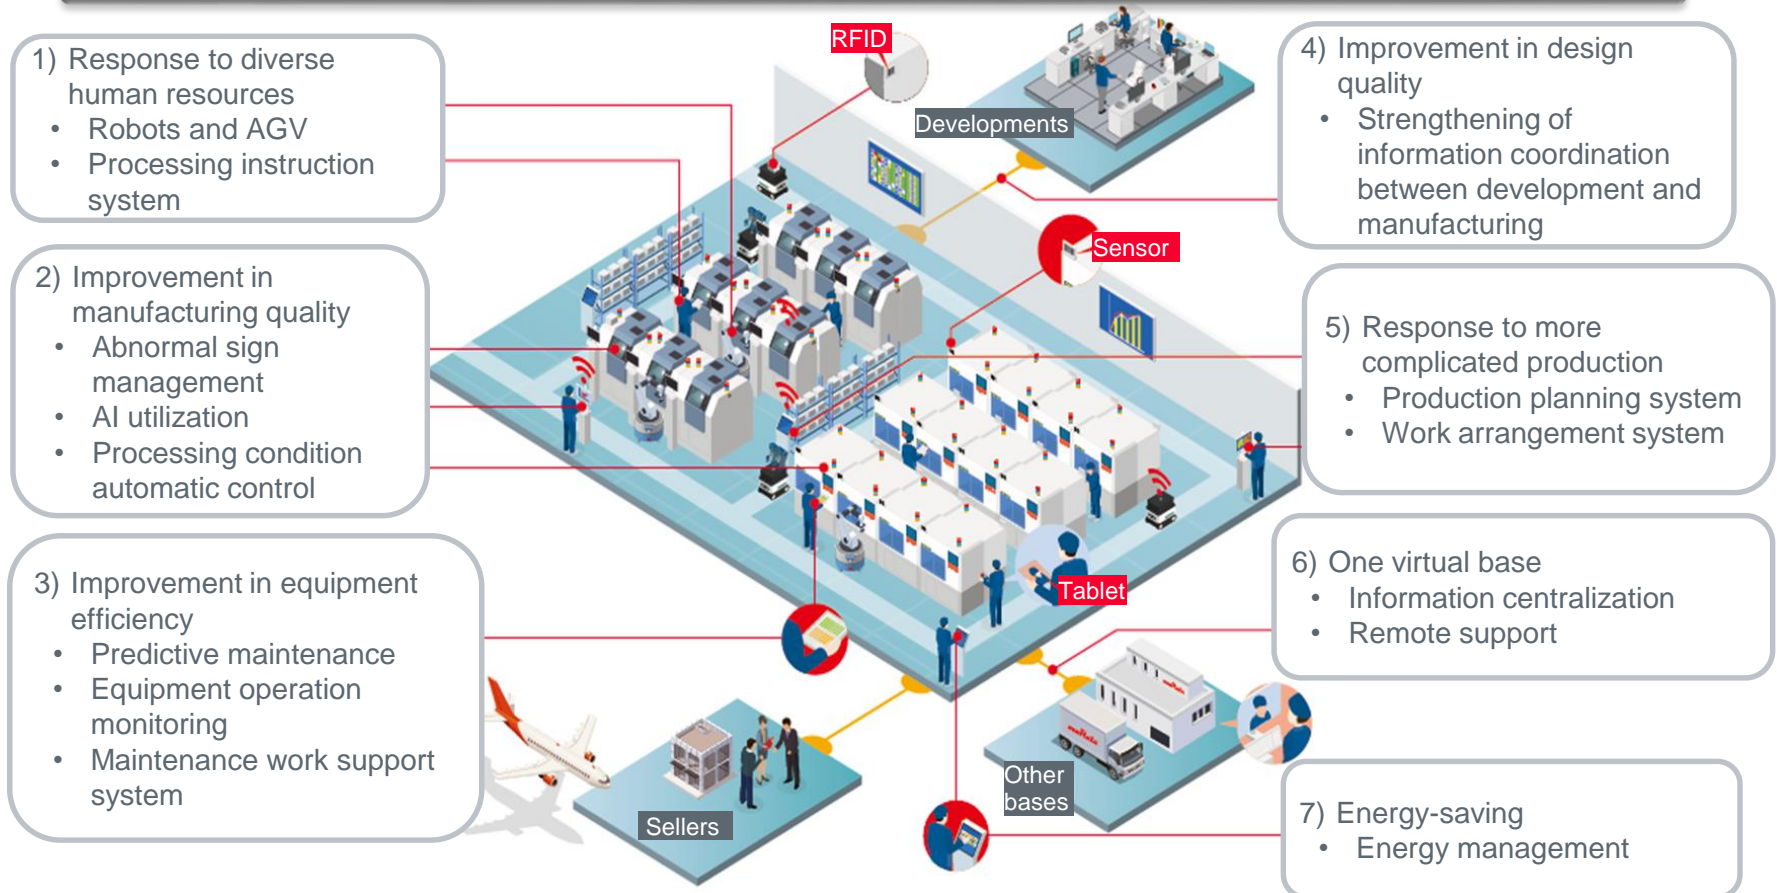 1) Response to diverse
human resources
• Robots and AGV
• Processing instruction
system
2) Improvement in
manufacturing quality
• Abnormal sign
management
• AI utilization
• Processing condition
automatic control
3) Improvement in equipment
efficiency
• Predictive maintenance
• Equipment operation
monitoring
• Maintenance work support
system
RFID
Developments
Sensor
Tablet
Sellers
Other
bases
muRata
muRata
4) Improvement in design
quality
• Strengthening of
information coordination
between development and
manufacturing
5) Response to more
complicated production
• Production planning system
• Work arrangement system
6) One virtual base
• Information centralization
• Remote support
7) Energy-saving
• Energy management